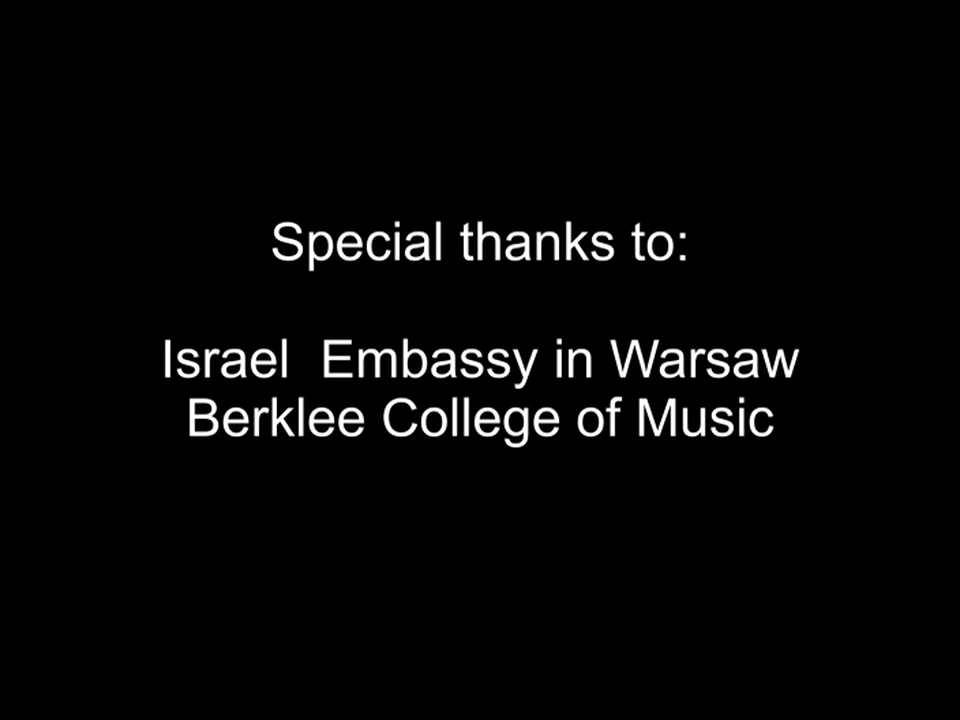 Special thanks to:
Israel  Embassy in Warsaw
Berklee College of Music